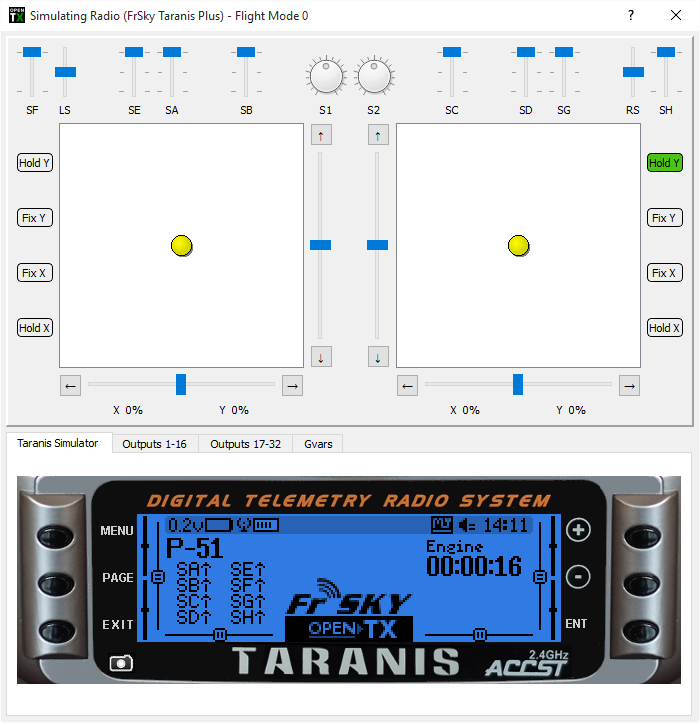 OPEN TX Simulating Radio (FrSky Taranis Plus) - Flight Mode 0 ?
SF LS SE SA SB S1 S2 SC SD SG RS SH
Hold Y Hold Y
Fix Y Fix Y
Fix X Fix X
Hold X Hold X
X 0% Y 0% X 0% Y 0%
Taranis Simulator Outputs 1-16 Outputs 17-32 Gvars
DIGITAL TELEMETRY RADIO SYSTEM
MENU 0.2v 14:11 +
P-51 Engine
00:00:16
SA↑ SE↑
PAGE SB↑ SF↑ -
SC↑ SG↑ FrSKY
SD↑ SH↑
EXIT OPEN TX ENT
TARANIS 2.4GHz
ACCST